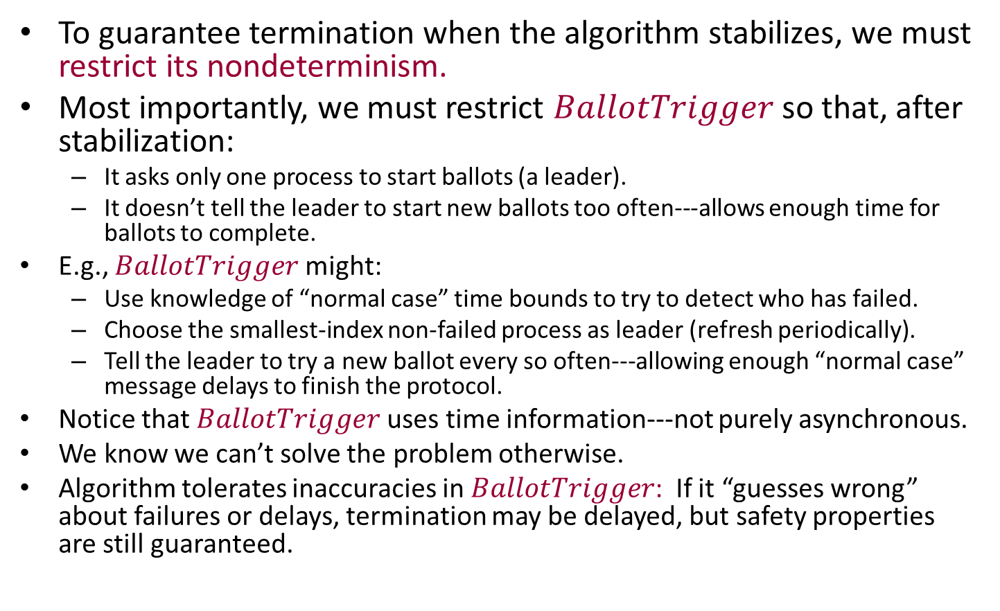 • To guarantee termination when the algorithm stabilizes, we must
restrict its nondeterminism.
• Most importantly, we must restrict BallotTrigger so that, after
stabilization:
– It asks only one process to start ballots (a leader).
– It doesn’t tell the leader to start new ballots too often---allows enough time for
ballots to complete.
• E.g., BallotTrigger might:
– Use knowledge of “normal case” time bounds to try to detect who has failed.
– Choose the smallest-index non-failed process as leader (refresh periodically).
– Tell the leader to try a new ballot every so often---allowing enough “normal case”
message delays to finish the protocol.
• Notice that BallotTrigger uses time information---not purely asynchronous.
• We know we can’t solve the problem otherwise.
• Algorithm tolerates inaccuracies in BallotTrigger: If it “guesses wrong”
about failures or delays, termination may be delayed, but safety properties
are still guaranteed.